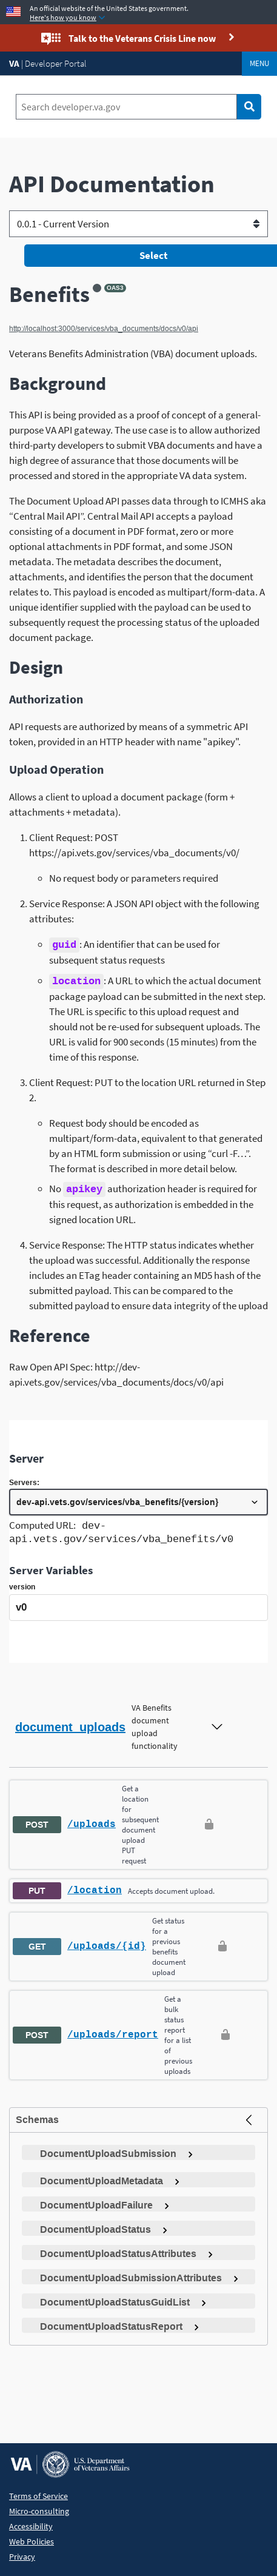 An official website of the United States government.
Here's how you know
Talk to the Veterans Crisis Line now
VA | Developer Portal
MENU
Search developer.va.gov
API Documentation
0.0.1 - Current Version
Select
Benefits OAS3
http://localhost:3000/services/vba_documents/docs/v0/api
Veterans Benefits Administration (VBA) document uploads.
Background
This API is being provided as a proof of concept of a general-
purpose VA API gateway. The use case is to allow authorized
third-party developers to submit VBA documents and have a
high degree of assurance that those documents will be
processed and stored in the appropriate VA data system.
The Document Upload API passes data through to ICMHS aka
“Central Mail API”. Central Mail API accepts a payload
consisting of a document in PDF format, zero or more
optional attachments in PDF format, and some JSON
metadata. The metadata describes the document,
attachments, and identifies the person that the document
relates to. This payload is encoded as multipart/form-data. A
unique identifier supplied with the payload can be used to
subsequently request the processing status of the uploaded
document package.
Design
Authorization
API requests are authorized by means of a symmetric API
token, provided in an HTTP header with name "apikey".
Upload Operation
Allows a client to upload a document package (form +
attachments + metadata).
1. Client Request: POST
https://api.vets.gov/services/vba_documents/v0/
No request body or parameters required
2. Service Response: A JSON API object with the following
attributes:
guid: An identifier that can be used for
subsequent status requests
location: A URL to which the actual document
package payload can be submitted in the next step.
The URL is specific to this upload request and
should not be re-used for subsequent uploads. The
URL is valid for 900 seconds (15 minutes) from the
time of this response.
3. Client Request: PUT to the location URL returned in Step
2.
Request body should be encoded as
multipart/form-data, equivalent to that generated
by an HTML form submission or using “curl -F…”.
The format is described in more detail below.
No apikey authorization header is required for
this request, as authorization is embedded in the
signed location URL.
4. Service Response: The HTTP status indicates whether
the upload was successful. Additionally the response
includes an ETag header containing an MD5 hash of the
submitted payload. This can be compared to the
submitted payload to ensure data integrity of the upload
Reference
Raw Open API Spec: http://dev-
api.vets.gov/services/vba_documents/docs/v0/api
Server
Servers:
dev-api.vets.gov/services/vba_benefits/{version}
Computed URL: dev-
api.vets.gov/services/vba_benefits/v0
Server Variables
version
v0
document_uploads
VA Benefits
document
upload
functionality
POST
/uploads
Get a
location
for
subsequent
document
upload
PUT
request
PUT
/location
Accepts document upload.
GET
/uploads/{id}
Get status
for a
previous
benefits
document
upload
POST
/uploads/report
Get a
bulk
status
report
for a list
of
previous
uploads
Schemas
DocumentUploadSubmission
DocumentUploadMetadata
DocumentUploadFailure
DocumentUploadStatus
DocumentUploadStatusAttributes
DocumentUploadSubmissionAttributes
DocumentUploadStatusGuidList
DocumentUploadStatusReport
VA
U.S. Department
of Veterans Affairs
Terms of Service
Micro-consulting
Accessibility
Web Policies
Privacy